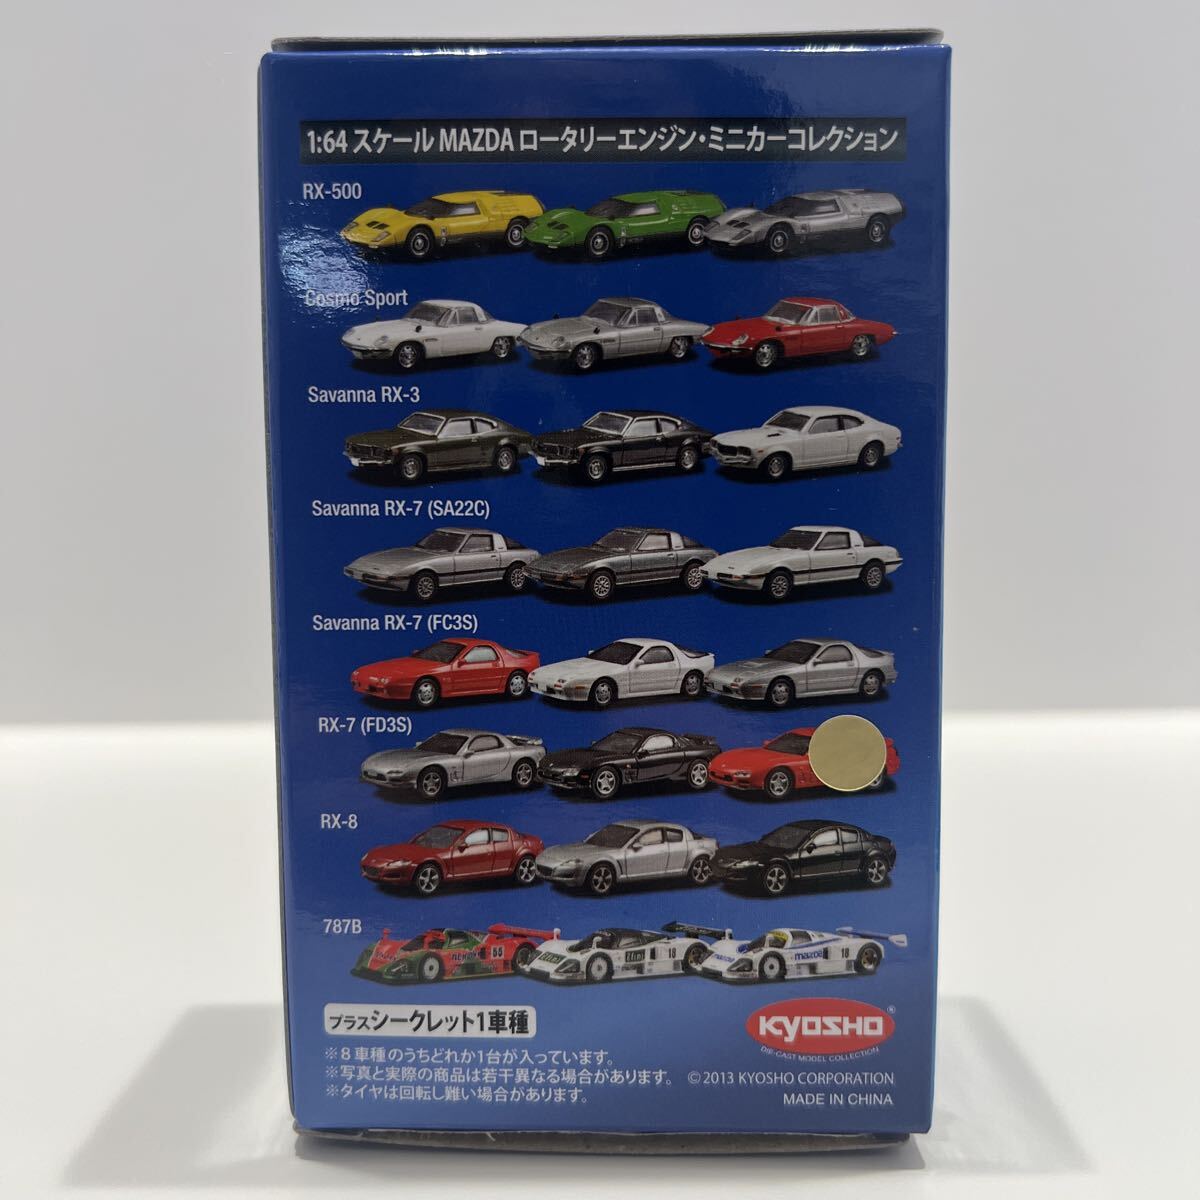 1:64 スケール MAZDA ロータリーエンジン・ミニカーコレクション
RX-500
Cosmo Sport
Savanna RX-3
Savanna RX-7 (SA22C)
Savanna RX-7 (FC3S)
RX-7 (FD3S)
RX-8
787B
55
18
mazda 18
プラスシークレット1車種
KYOSHO ®
DIE-CAST MODEL COLLECTION
※8車種のうちどれか1台が入っています。
※写真と実際の商品は若干異なる場合があります。
© 2013 KYOSHO CORPORATION
※タイヤは回転し難い場合があります。
MADE IN CHINA